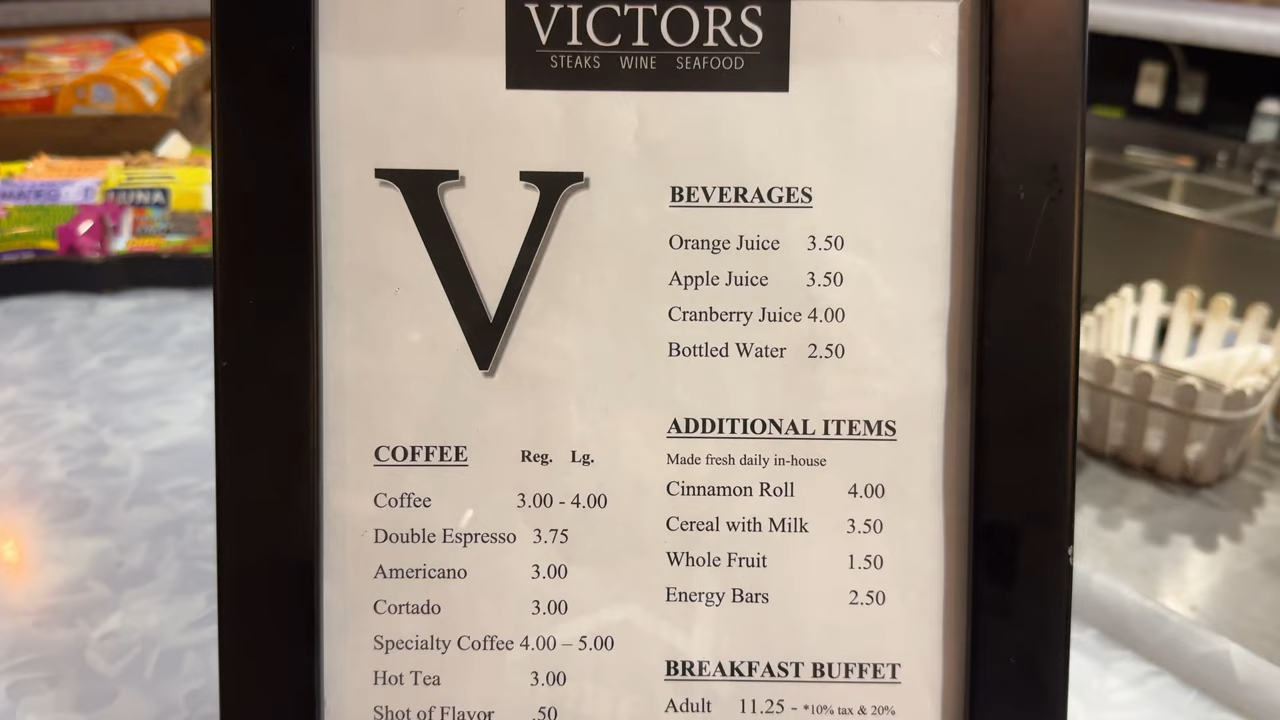 VICTORS
STEAKS WINE SEAFOOD
V
COFFEE Reg. Lg.
Coffee 3.00 - 4.00
Double Espresso 3.75
Americano 3.00
Cortado 3.00
Specialty Coffee 4.00 – 5.00
Hot Tea 3.00
Shot of Flavor .50
BEVERAGES
Orange Juice 3.50
Apple Juice 3.50
Cranberry Juice 4.00
Bottled Water 2.50
ADDITIONAL ITEMS
Made fresh daily in-house
Cinnamon Roll 4.00
Cereal with Milk 3.50
Whole Fruit 1.50
Energy Bars 2.50
BREAKFAST BUFFET
Adult 11.25 - *10% tax & 20%